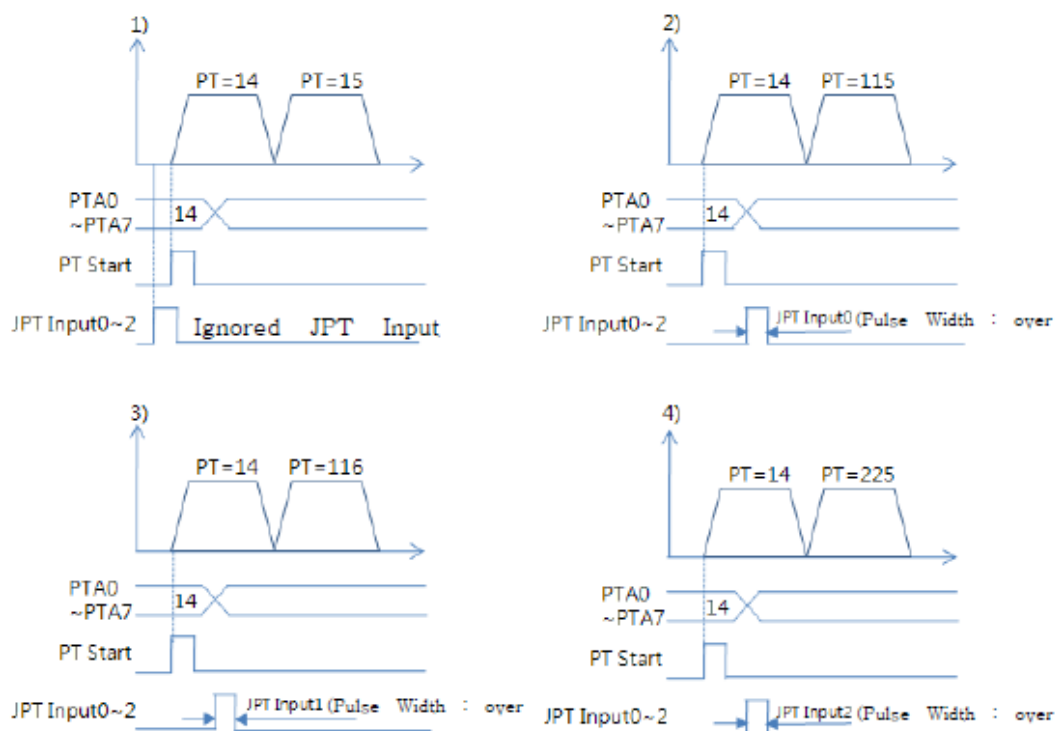 1)
PT=14 PT=15
PTA0
~PTA7
14
PT Start
JPT Input0~2
Ignored JPT Input
2)
PT=14 PT=115
PTA0
~PTA7
14
PT Start
JPT Input0~2
JPT Input0 (Pulse Width : over
3)
PT=14 PT=116
PTA0
~PTA7
14
PT Start
JPT Input0~2
JPT Input1 (Pulse Width : over
4)
PT=14 PT=225
PTA0
~PTA7
14
PT Start
JPT Input0~2
JPT Input2 (Pulse Width : over